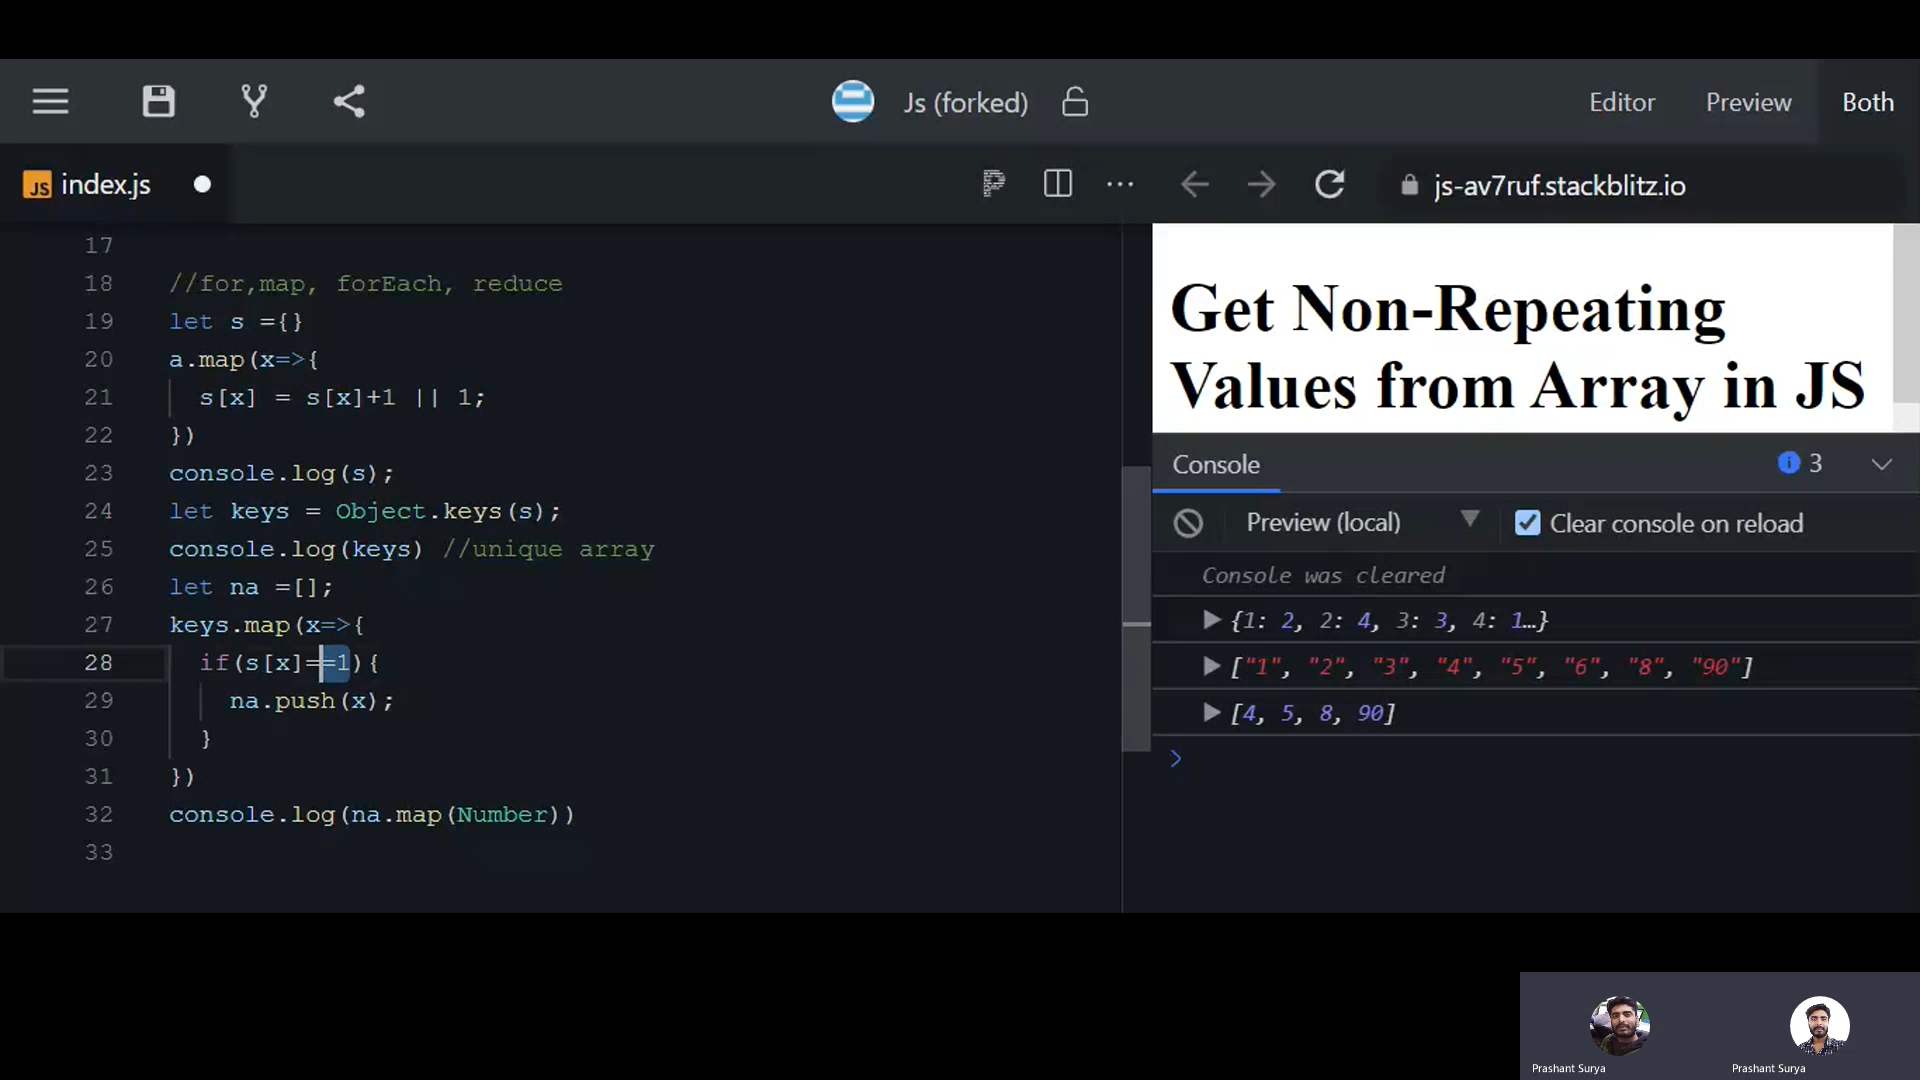 Js (forked)
Editor Preview Both
JS index.js
js-av7ruf.stackblitz.io
17
18 //for,map, forEach, reduce
19 let s ={}
20 a.map(x=>{
21 s[x] = s[x]+1 || 1;
22 })
23 console.log(s);
24 let keys = Object.keys(s);
25 console.log(keys) //unique array
26 let na =[];
27 keys.map(x=>{
28 if(s[x]==1){
29 na.push(x);
30 }
31 })
32 console.log(na.map(Number))
33
Get Non-Repeating
Values from Array in JS
Console
3
Preview (local)
Clear console on reload
Console was cleared
{1: 2, 2: 4, 3: 3, 4: 1…}
["1", "2", "3", "4", "5", "6", "8", "90"]
[4, 5, 8, 90]
>
Prashant Surya
Prashant Surya